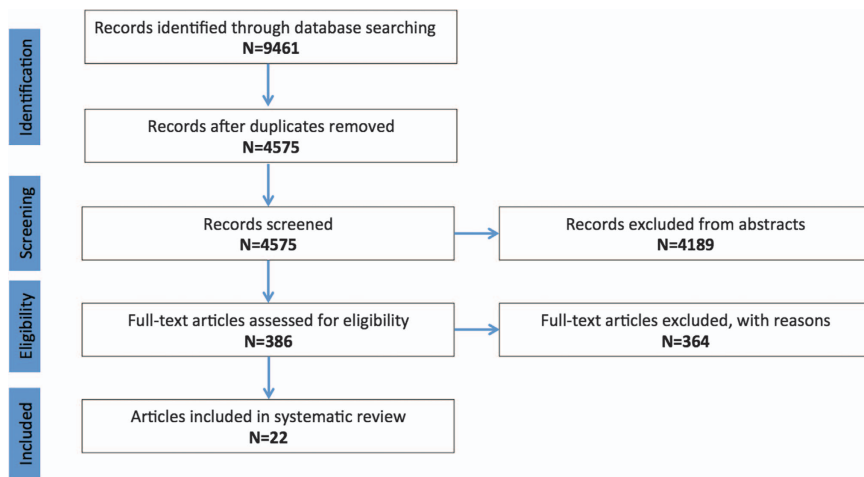 Identification
Records identified through database searching
N=9461
Records after duplicates removed
N=4575
Screening
Records screened
N=4575
Records excluded from abstracts
N=4189
Eligibility
Full-text articles assessed for eligibility
N=386
Full-text articles excluded, with reasons
N=364
Included
Articles included in systematic review
N=22